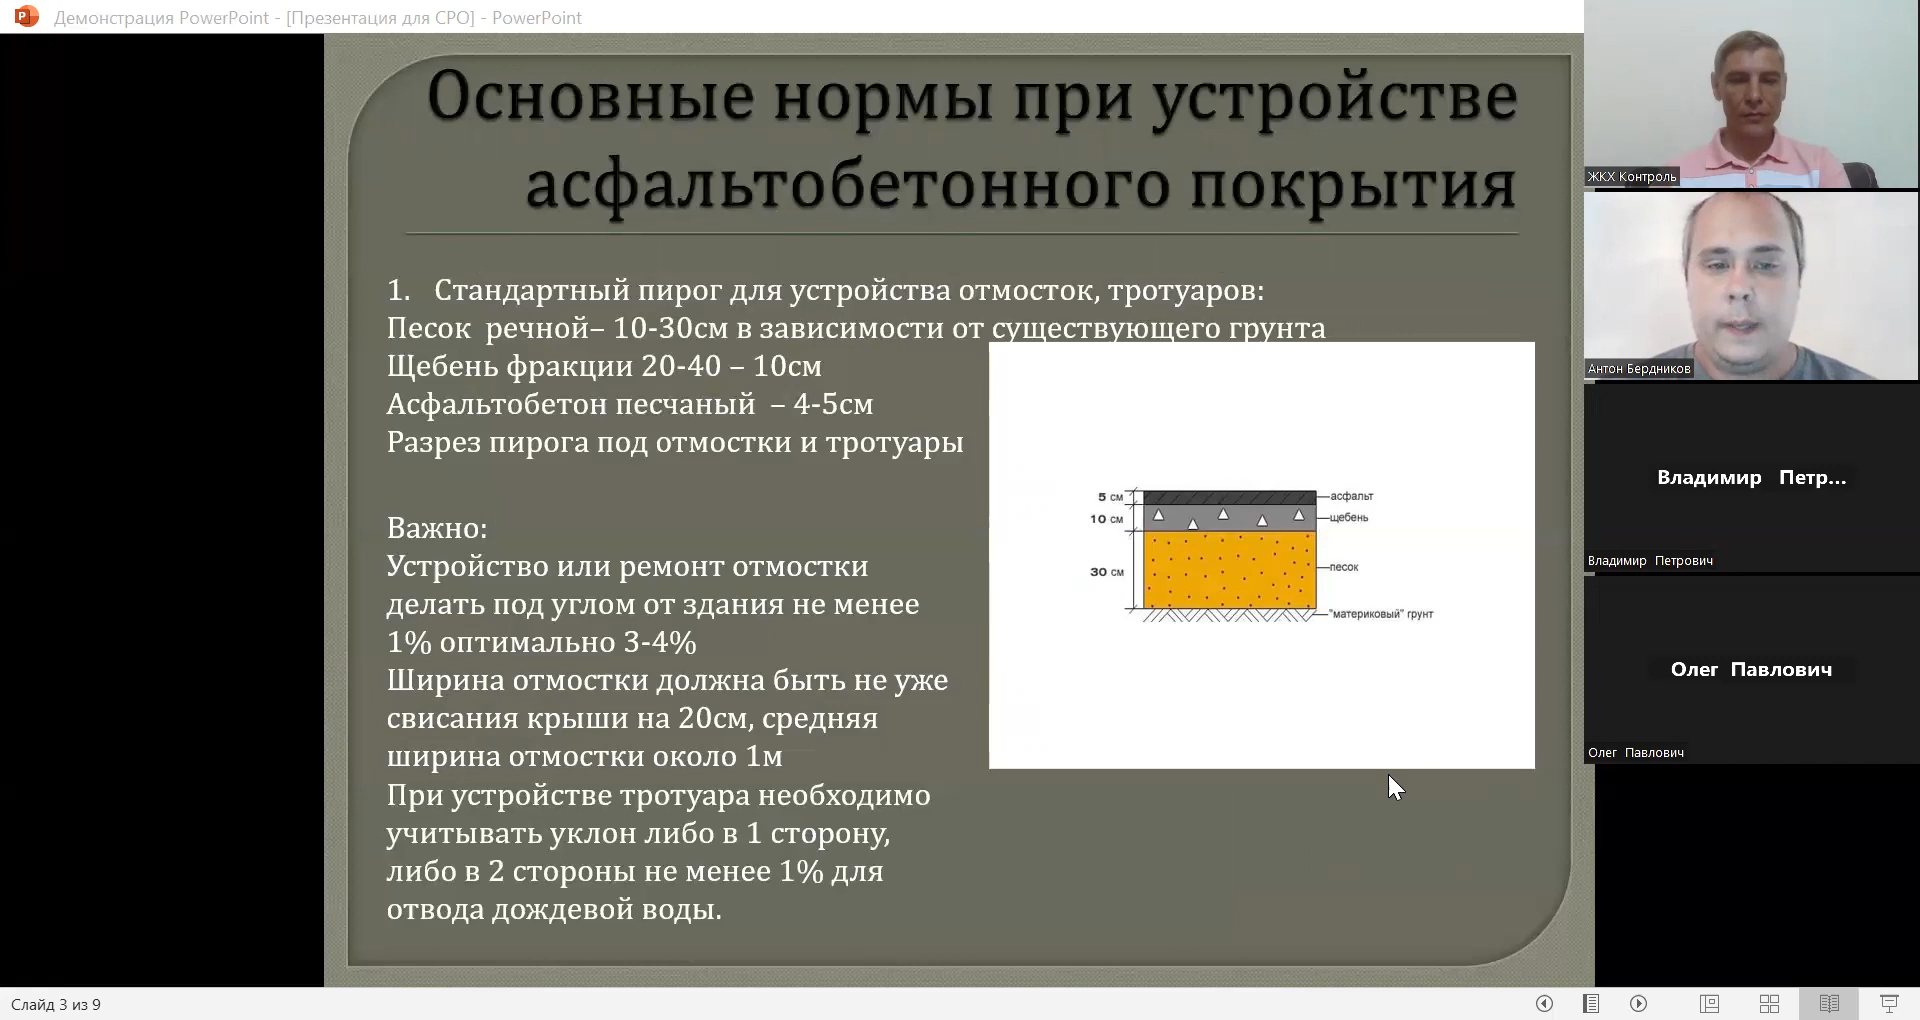 Демонстрация PowerPoint - [Презентация для СРО] - PowerPoint
Основные нормы при устройстве
асфальтобетонного покрытия
1. Стандартный пирог для устройства отмосток, тротуаров:
Песок речной– 10-30см в зависимости от существующего грунта
Щебень фракции 20-40 – 10см
Асфальтобетон песчаный – 4-5см
Разрез пирога под отмостки и тротуары
Важно:
Устройство или ремонт отмостки
делать под углом от здания не менее
1% оптимально 3-4%
Ширина отмостки должна быть не уже
свисания крыши на 20см, средняя
ширина отмостки около 1м
При устройстве тротуара необходимо
учитывать уклон либо в 1 сторону,
либо в 2 стороны не менее 1% для
отвода дождевой воды.
5 см
асфальт
10 см
щебень
30 см
песок
"материковый" грунт
ЖКХ Контроль
Антон Бердников
Владимир Петр...
Владимир Петрович
Олег Павлович
Олег Павлович
Слайд 3 из 9